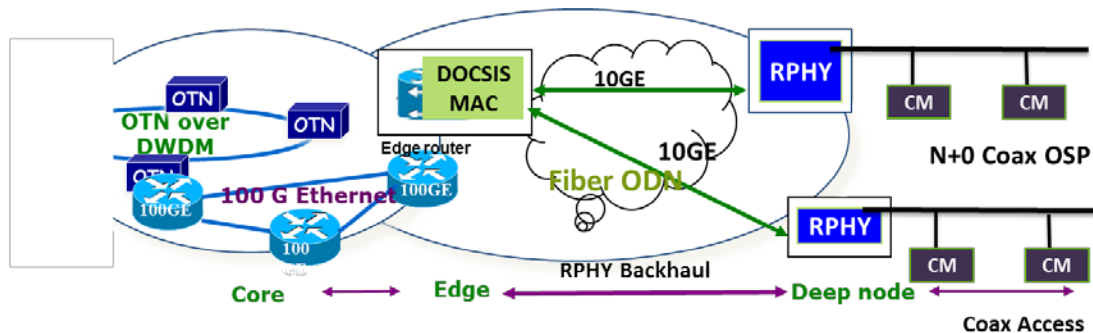 OTN
OTN over
DWDM
OTN
OTN
100GE
100 G Ethernet
100GE
100
Edge router
DOCSIS
MAC
10GE
10GE
Fiber ODN
RPHY
RPHY
CM
CM
N+0 Coax OSP
CM
CM
RPHY Backhaul
Core
Edge
Deep node
Coax Access